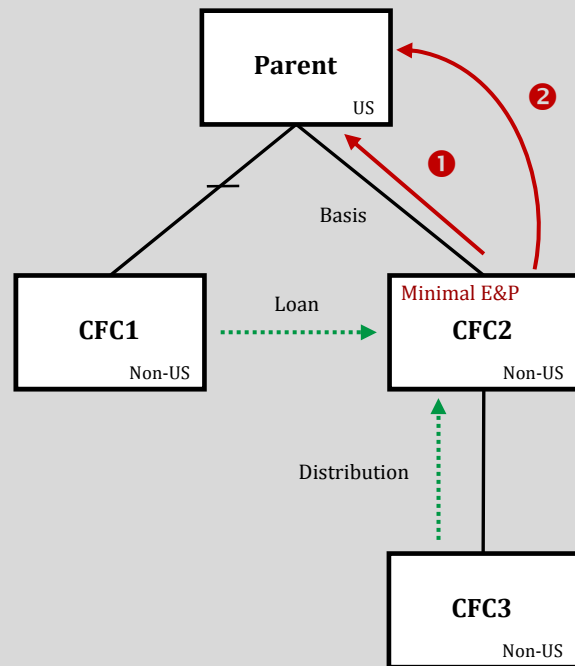 Parent
US
❷
❶
Basis
Minimal E&P
CFC1
Non-US
Loan
CFC2
Non-US
Distribution
CFC3
Non-US